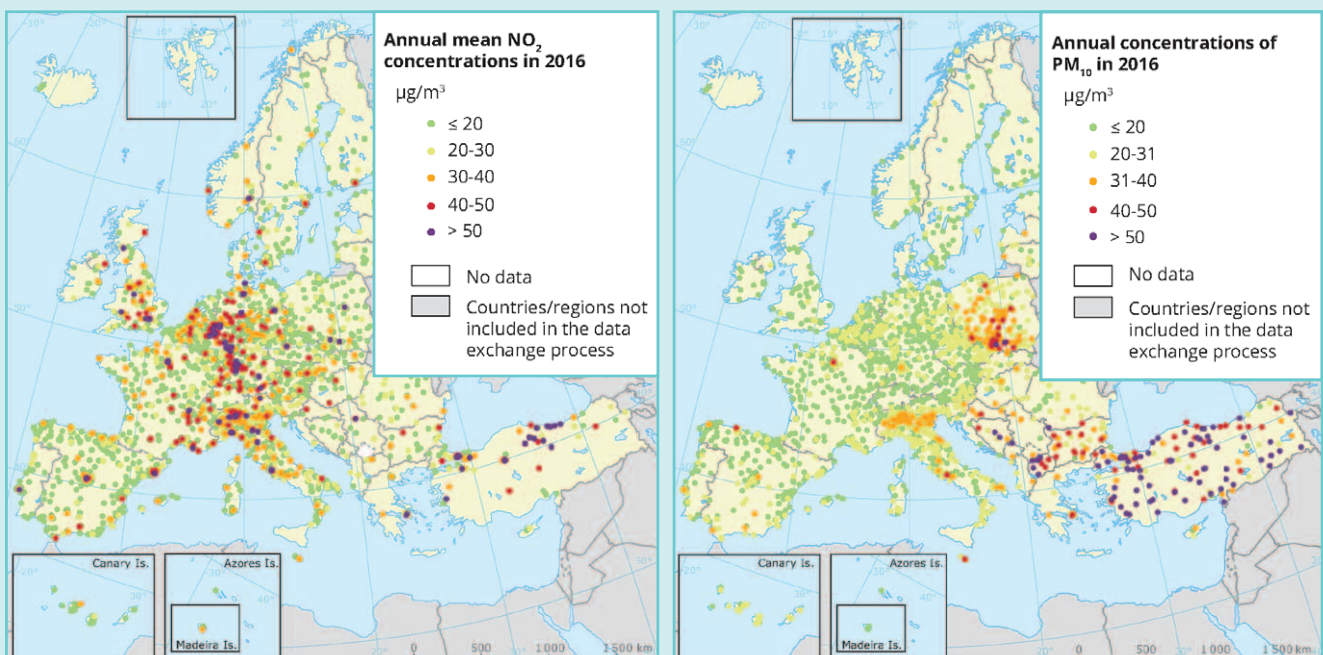 Annual mean NO₂
concentrations in 2016
µg/m³
≤ 20
20-30
30-40
40-50
> 50
No data
Countries/regions not
included in the data
exchange process
Canary Is.
Azores Is.
Madeira Is.
0 500 1 000 1 500 km
Annual concentrations of
PM₁₀ in 2016
µg/m³
≤ 20
20-31
31-40
40-50
> 50
No data
Countries/regions not
included in the data
exchange process
Canary Is.
Azores Is.
Madeira Is.
0 500 1 000 1 500 km